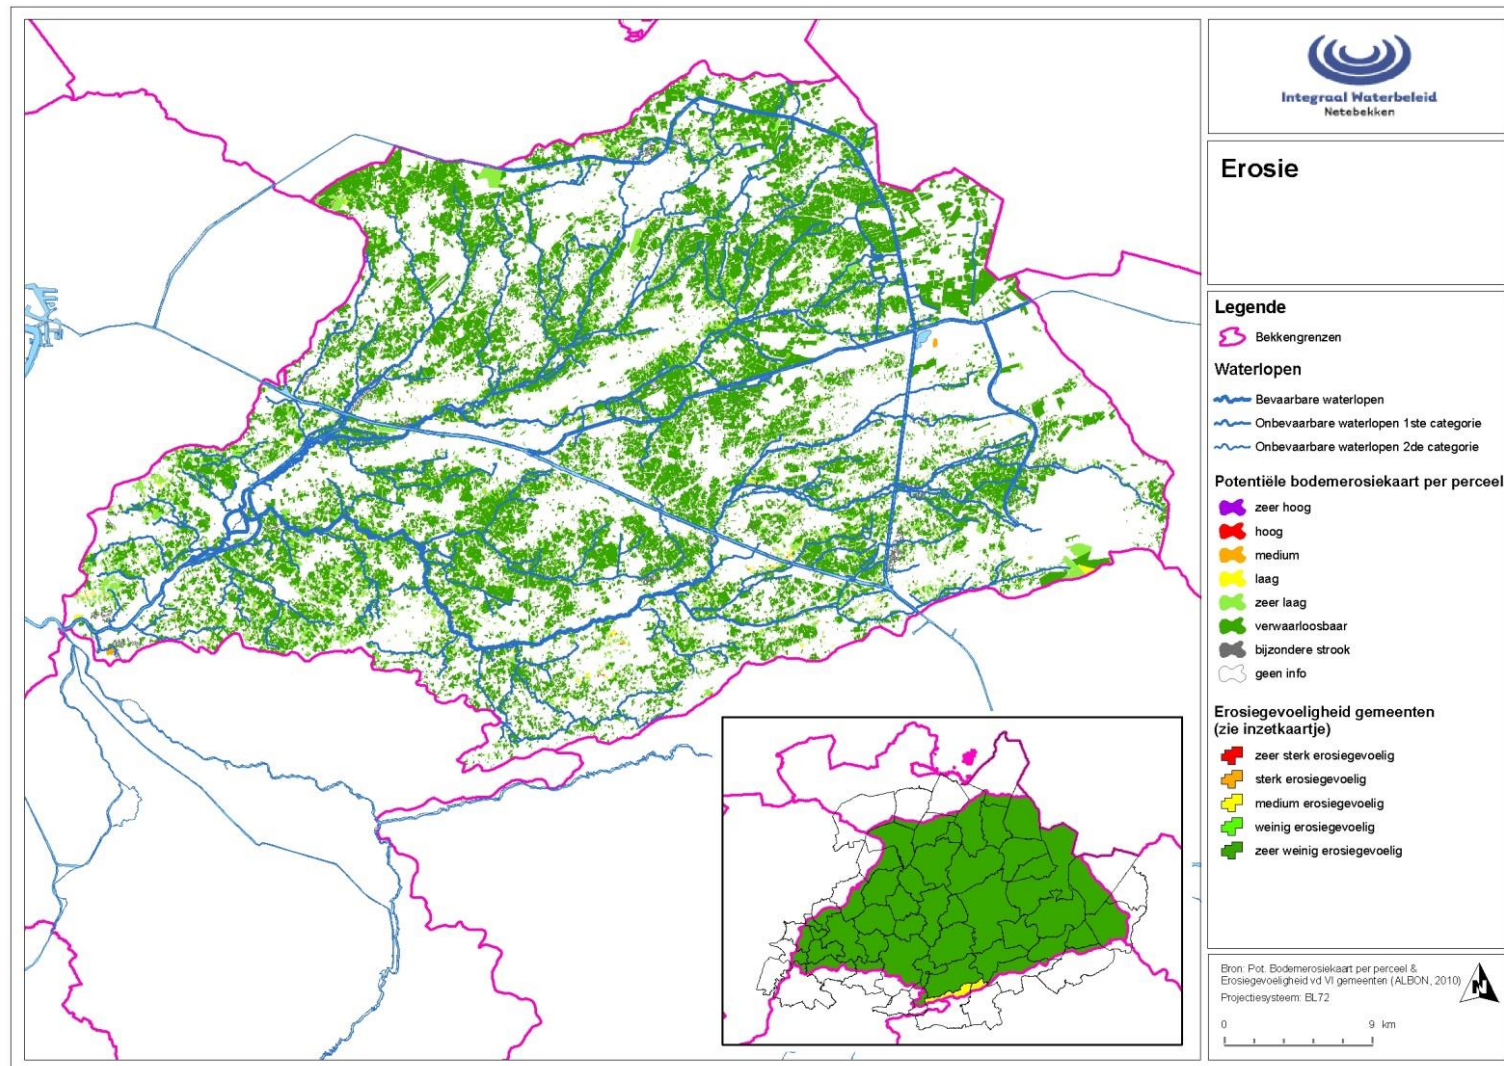 Integraal Waterbeleid
Netebekken
Erosie
Legende
Bekkengrenzen
Waterlopen
Bevaarbare waterlopen
Onbevaarbare waterlopen 1ste categorie
Onbevaarbare waterlopen 2de categorie
Potentiële bodemerosiekaart per perceel
zeer hoog
hoog
medium
laag
zeer laag
verwaarloosbaar
bijzondere strook
geen info
Erosiegevoeligheid gemeenten
(zie inzetkaartje)
zeer sterk erosiegevoelig
sterk erosiegevoelig
medium erosiegevoelig
weinig erosiegevoelig
zeer weinig erosiegevoelig
Bron: Pot. Bodemerosiekaart per perceel &
Erosiegevoeligheid vd Vl gemeenten (ALBON, 2010)
Projectiesysteem: BL72
N
0 9 km